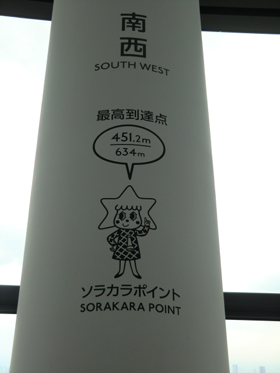 南
西
SOUTH WEST
最高到達点
451.2m
634m
ソラカラポイント
SORAKARA POINT